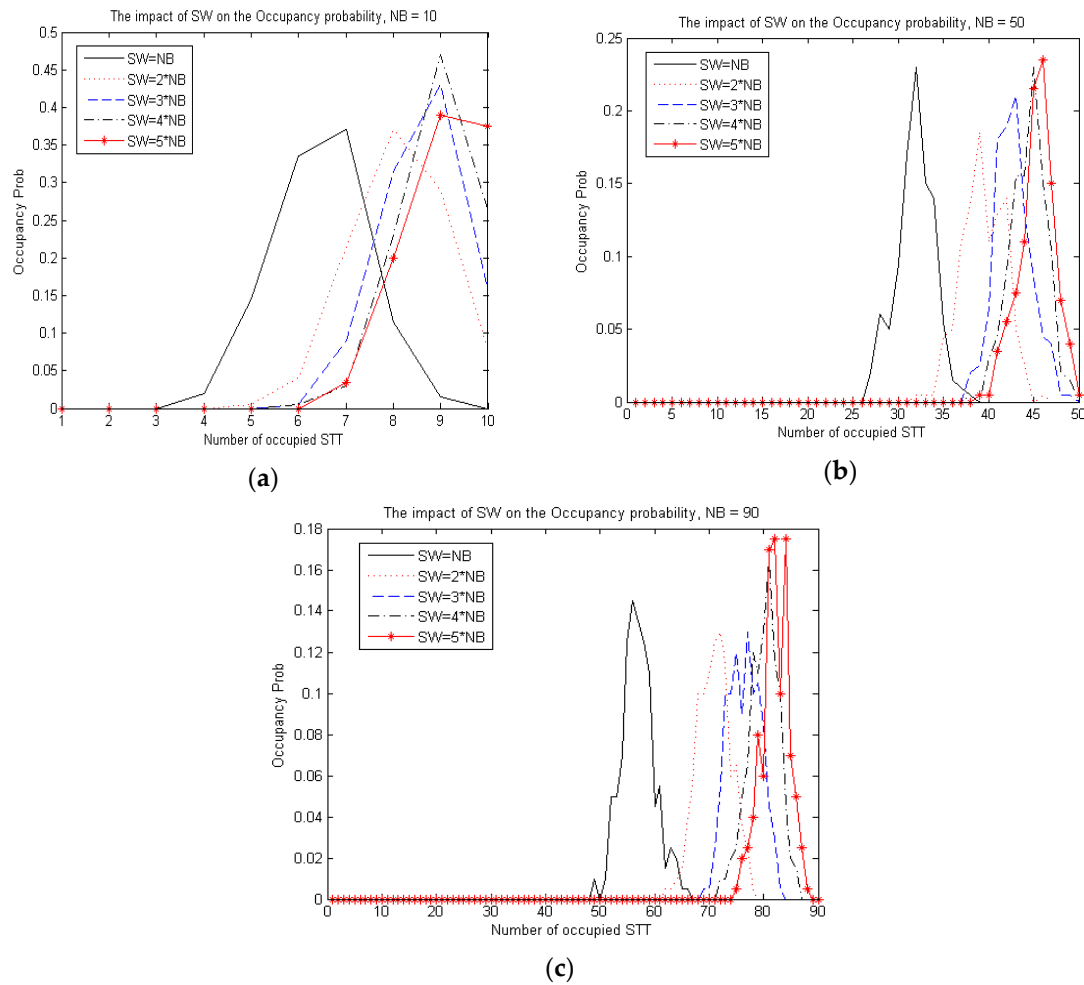 The impact of SW on the Occupancy probability, NB = 10
0.5
0.45
0.4
0.35
0.3
0.25
0.2
0.15
0.1
0.05
0
Occupancy Prob
SW=NB
SW=2*NB
SW=3*NB
SW=4*NB
SW=5*NB
1 2 3 4 5 6 7 8 9 10
Number of occupied STT
(a)
The impact of SW on the Occupancy probability, NB = 50
0.25
0.2
0.15
0.1
0.05
0
Occupancy Prob
SW=NB
SW=2*NB
SW=3*NB
SW=4*NB
SW=5*NB
0 5 10 15 20 25 30 35 40 45 50
Number of occupied STT
(b)
The impact of SW on the Occupancy probability, NB = 90
0.18
0.16
0.14
0.12
0.1
0.08
0.06
0.04
0.02
0
Occupancy Prob
SW=NB
SW=2*NB
SW=3*NB
SW=4*NB
SW=5*NB
0 10 20 30 40 50 60 70 80 90
Number of occupied STT
(c)